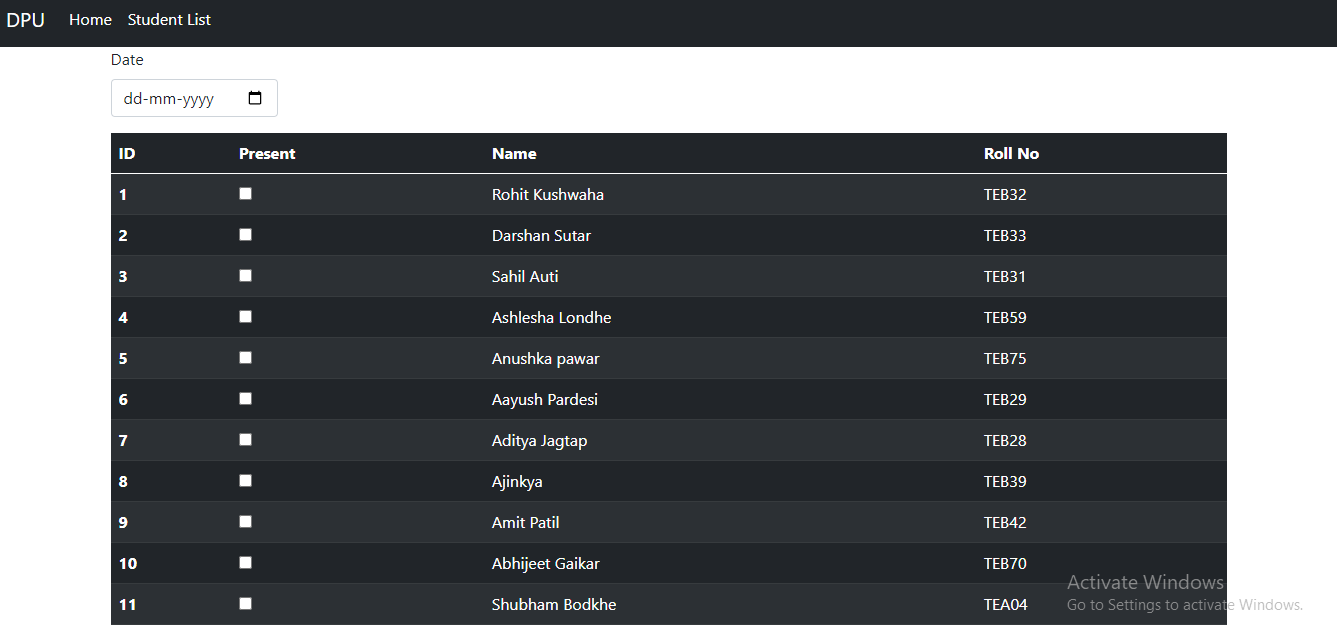 DPU Home Student List
Date
dd-mm-yyyy
ID Present Name Roll No
1 Rohit Kushwaha TEB32
2 Darshan Sutar TEB33
3 Sahil Auti TEB31
4 Ashlesha Londhe TEB59
5 Anushka pawar TEB75
6 Aayush Pardesi TEB29
7 Aditya Jagtap TEB28
8 Ajinkya TEB39
9 Amit Patil TEB42
10 Abhijeet Gaikar TEB70
11 Shubham Bodkhe TEA04
Activate Windows
Go to Settings to activate Windows.